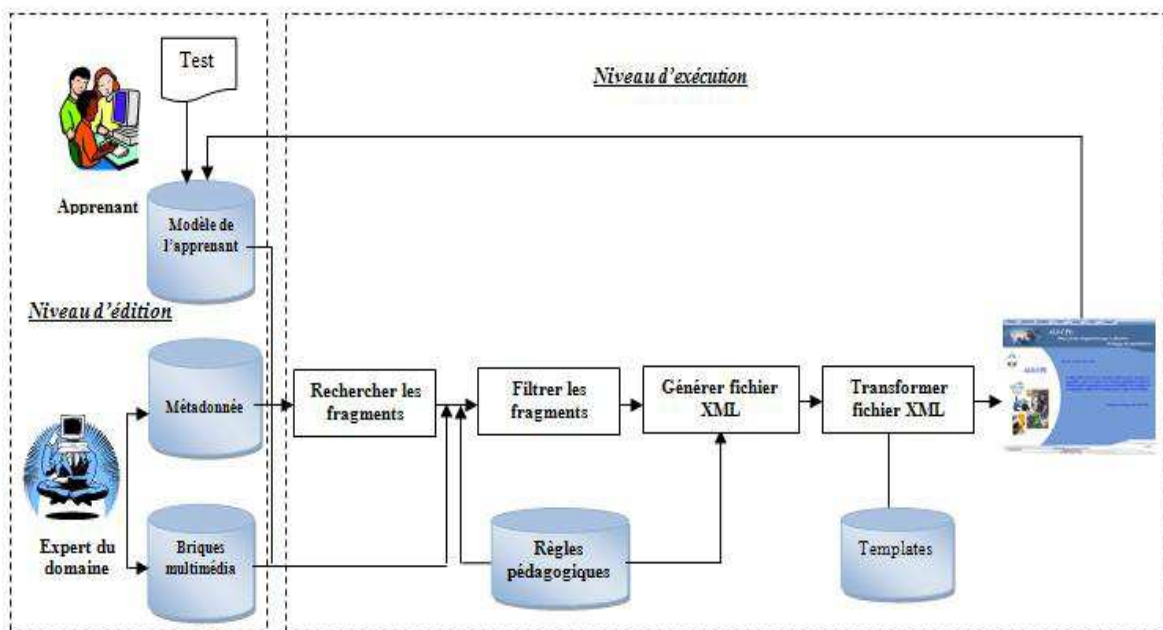 Test
Niveau d'exécution
Apprenant
Modèle de
l'apprenant
Niveau d'édition
Métadonnée
Rechercher les
fragments
Filtrer les
fragments
Générer fichier
XML
Transformer
fichier XML
Expert du
domaine
Briques
multimédia
Règles
pédagogiques
Templates